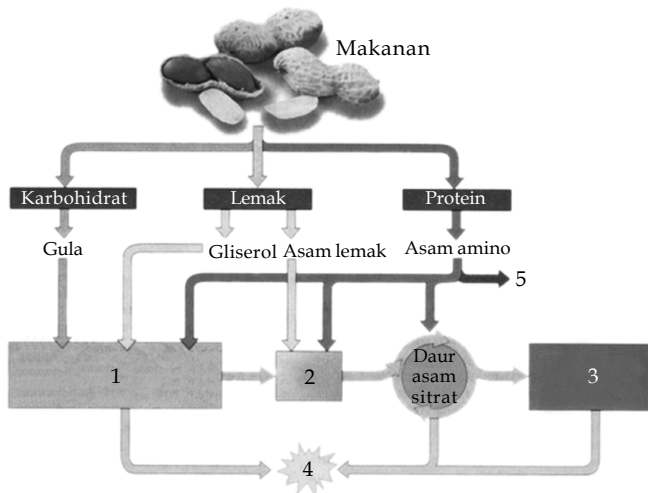 Makanan
Karbohidrat
Lemak
Protein
Gula
Gliserol
Asam lemak
Asam amino
5
1
2
Daur
asam
sitrat
3
4